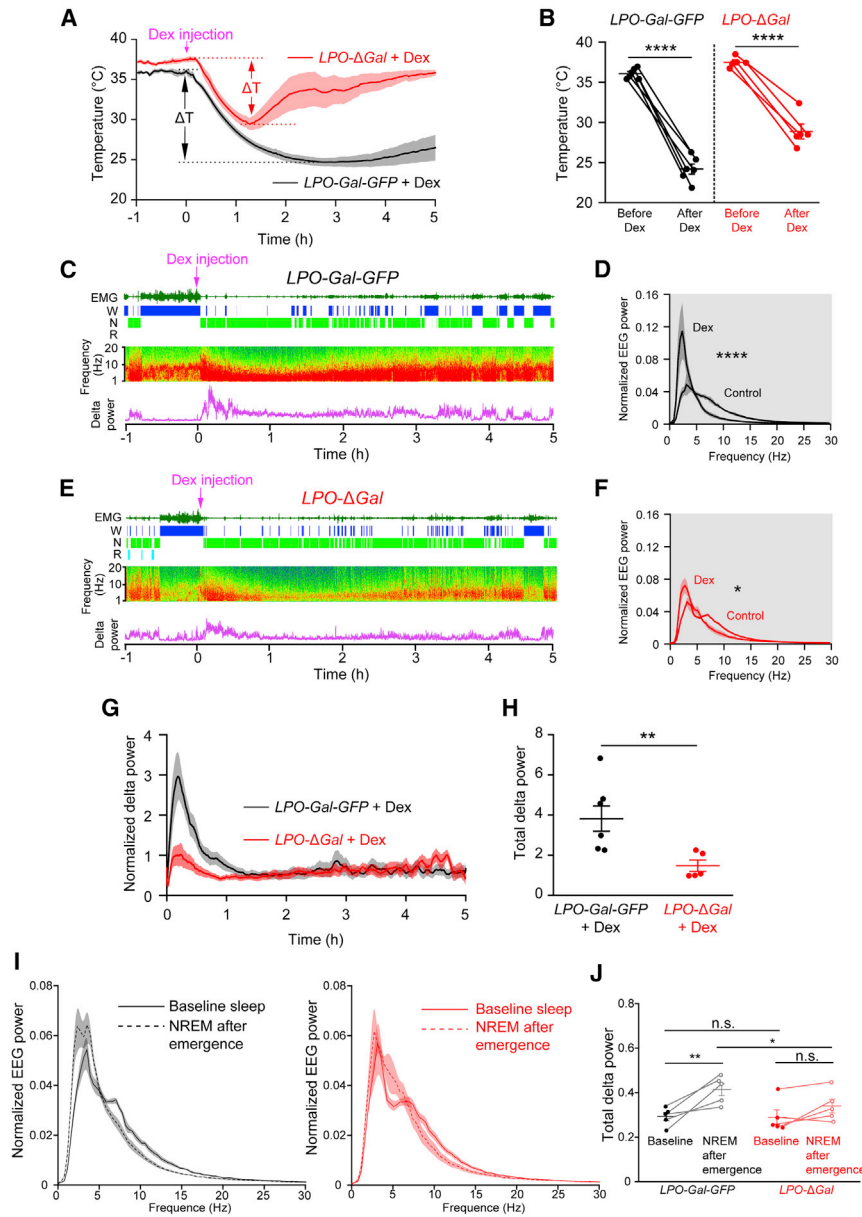 A
Dex injection
40
35
30
25
20
Temperature (°C)
LPO-ΔGal + Dex
ΔT
ΔT
LPO-Gal-GFP + Dex
-1 0 1 2 3 4 5
Time (h)
B
LPO-Gal-GFP LPO-ΔGal
40
35
30
25
20
Temperature (°C)
**** ****
Before Dex
After Dex
Before Dex
After Dex
C
Dex injection
LPO-Gal-GFP
EMG
W
N
R
20
10
1
Frequency (Hz)
Delta power
-1 0 1 2 3 4 5
Time (h)
D
0.16
0.12
0.08
0.04
0
Normalized EEG power
Dex
****
Control
0 5 10 15 20 25 30
Frequency (Hz)
E
Dex injection
LPO-ΔGal
EMG
W
N
R
20
10
1
Frequency (Hz)
Delta power
-1 0 1 2 3 4 5
Time (h)
F
0.16
0.12
0.08
0.04
0
Normalized EEG power
Dex
*
Control
0 5 10 15 20 25 30
Frequency (Hz)
G
4
3
2
1
0
Normalized delta power
LPO-Gal-GFP + Dex
LPO-ΔGal + Dex
0 1 2 3 4 5
Time (h)
H
8
6
4
2
0
Total delta power
**
LPO-Gal-GFP + Dex
LPO-ΔGal + Dex
I
0.08
0.06
0.04
0.02
0
Normalized EEG power
Baseline sleep
NREM after emergence
0 5 10 15 20 25 30
Frequence (Hz)
0.08
0.06
0.04
0.02
0
Normalized EEG power
Baseline sleep
NREM after emergence
0 5 10 15 20 25 30
Frequence (Hz)
J
0.8
0.6
0.4
0.2
0
Total delta power
n.s.
*
** n.s.
Baseline
NREM after emergence
Baseline
NREM after emergence
LPO-Gal-GFP LPO-ΔGal